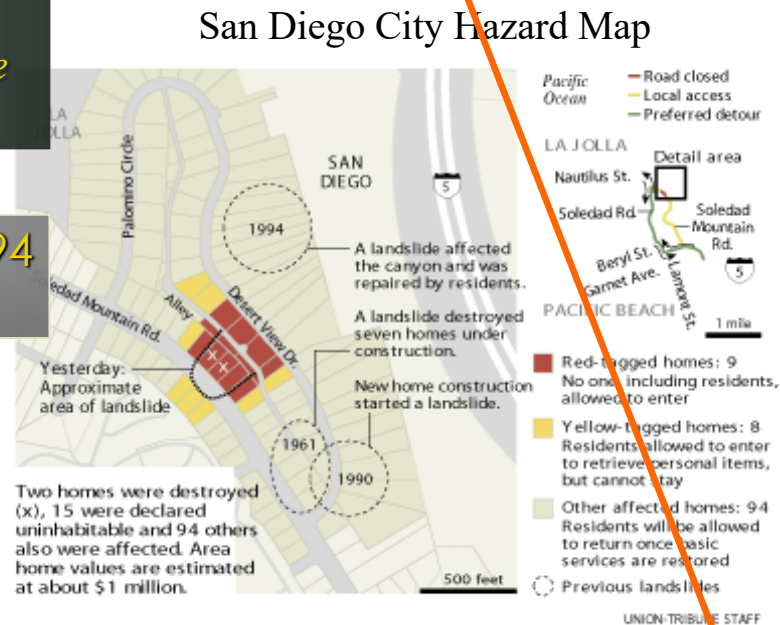 San Diego City Hazard Map
e
94
LA
JOLLA
Palomino Circle
SAN
DIEGO
5
1994
A landslide affected
the canyon and was
repaired by residents.
Alley
Desert View Dr.
Soledad Mountain Rd.
A landslide destroyed
seven homes under
construction.
Yesterday:
Approximate
area of landslide
New home construction
started a landslide.
1961
1990
Two homes were destroyed
(x), 15 were declared
uninhabitable and 94 others
also were affected. Area
home values are estimated
at about $1 million.
500 feet
Pacific
Ocean
Road closed
Local access
Preferred detour
LA JOLLA
Detail area
Nautilus St.
Soledad Rd.
Soledad
Mountain
Rd.
Beryl St.
Garnet Ave.
Lamont St.
5
PACIFIC BEACH
1 mile
Red-tagged homes: 9
No one, including residents,
allowed to enter
Yellow-tagged homes: 8
Residents allowed to enter
to retrieve personal items,
but cannot stay
Other affected homes: 94
Residents will be allowed
to return once basic
services are restored
Previous landslides
UNION-TRIBUNE STAFF